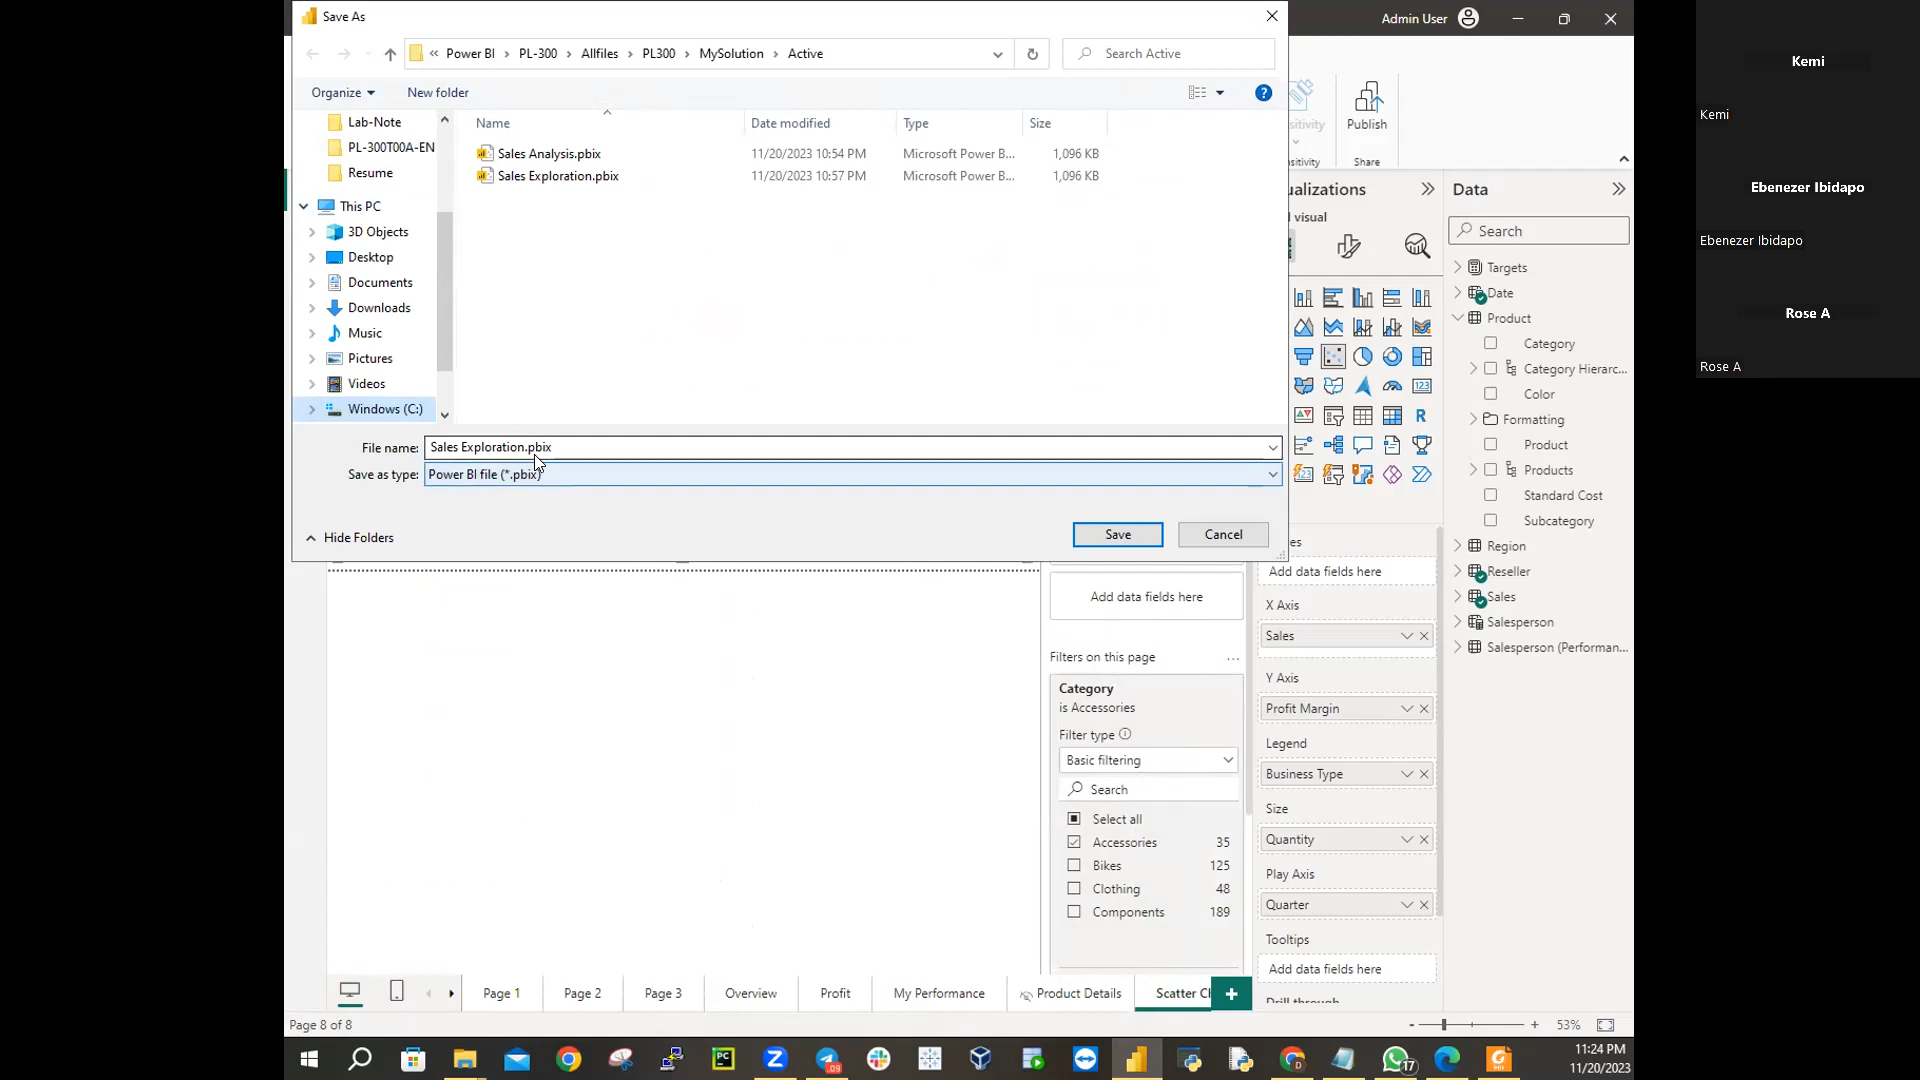 Save As
Admin User
« Power BI › PL-300 › Allfiles › PL300 › MySolution › Active
Search Active
Organize
New folder
Name
Date modified
Type
Size
Lab-Note
PL-300T00A-EN
Resume
This PC
3D Objects
Desktop
Documents
Downloads
Music
Pictures
Videos
Windows (C:)
Sales Analysis.pbix 11/20/2023 10:54 PM Microsoft Power B... 1,096 KB
Sales Exploration.pbix 11/20/2023 10:57 PM Microsoft Power B... 1,096 KB
File name: Sales Exploration.pbix
Save as type: Power BI file (*.pbix)
Hide Folders
Save
Cancel
sitivity
Publish
sitivity
Share
ualizations
l visual
Data
Search
Targets
Date
Product
Category
Category Hierarc...
Color
Formatting
Product
Products
Standard Cost
Subcategory
Region
Reseller
Sales
Salesperson
Salesperson (Performan...
Add data fields here
Filters on this page
Category
is Accessories
Filter type
Basic filtering
Search
Select all
Accessories 35
Bikes 125
Clothing 48
Components 189
es
Add data fields here
X Axis
Sales
Y Axis
Profit Margin
Legend
Business Type
Size
Quantity
Play Axis
Quarter
Tooltips
Add data fields here
Drill through
Page 1
Page 2
Page 3
Overview
Profit
My Performance
Product Details
Scatter Ch
Page 8 of 8
53%
11:24 PM
11/20/2023
Kemi
Kemi
Ebenezer Ibidapo
Ebenezer Ibidapo
Rose A
Rose A